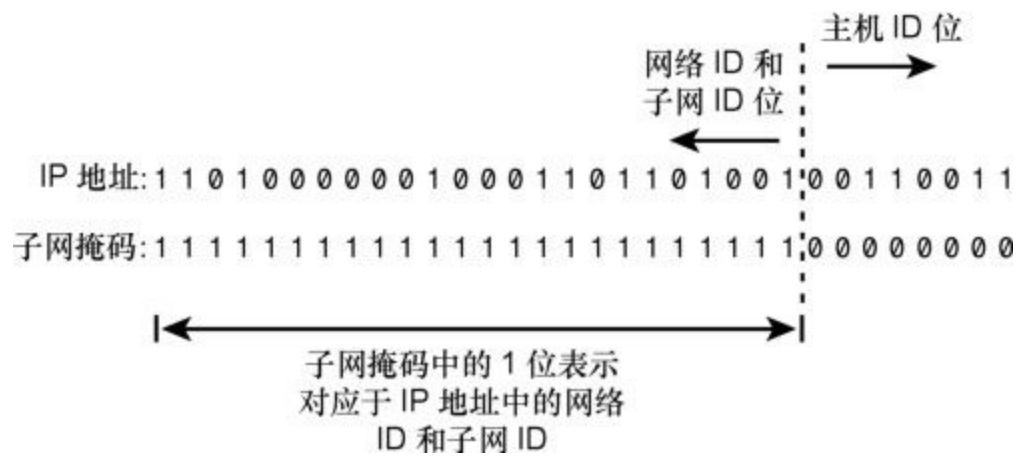 主机 ID 位
网络 ID 和
子网 ID 位
IP 地址: 1 1 0 1 0 0 0 0 0 0 1 0 0 0 1 1 0 1 1 0 1 0 0 1 0 0 1 1 0 0 1 1
子网掩码: 1 1 1 1 1 1 1 1 1 1 1 1 1 1 1 1 1 1 1 1 1 1 1 1 0 0 0 0 0 0 0 0
子网掩码中的 1 位表示
对应于 IP 地址中的网络
ID 和子网 ID